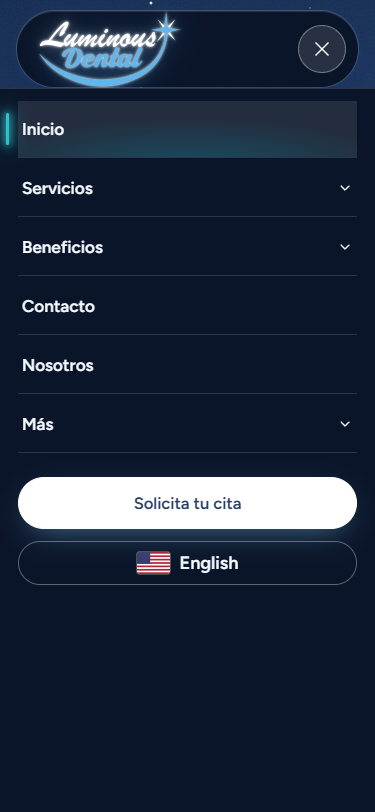 Luminous
Dental
Inicio
Servicios
Beneficios
Contacto
Nosotros
Más
Solicita tu cita
English